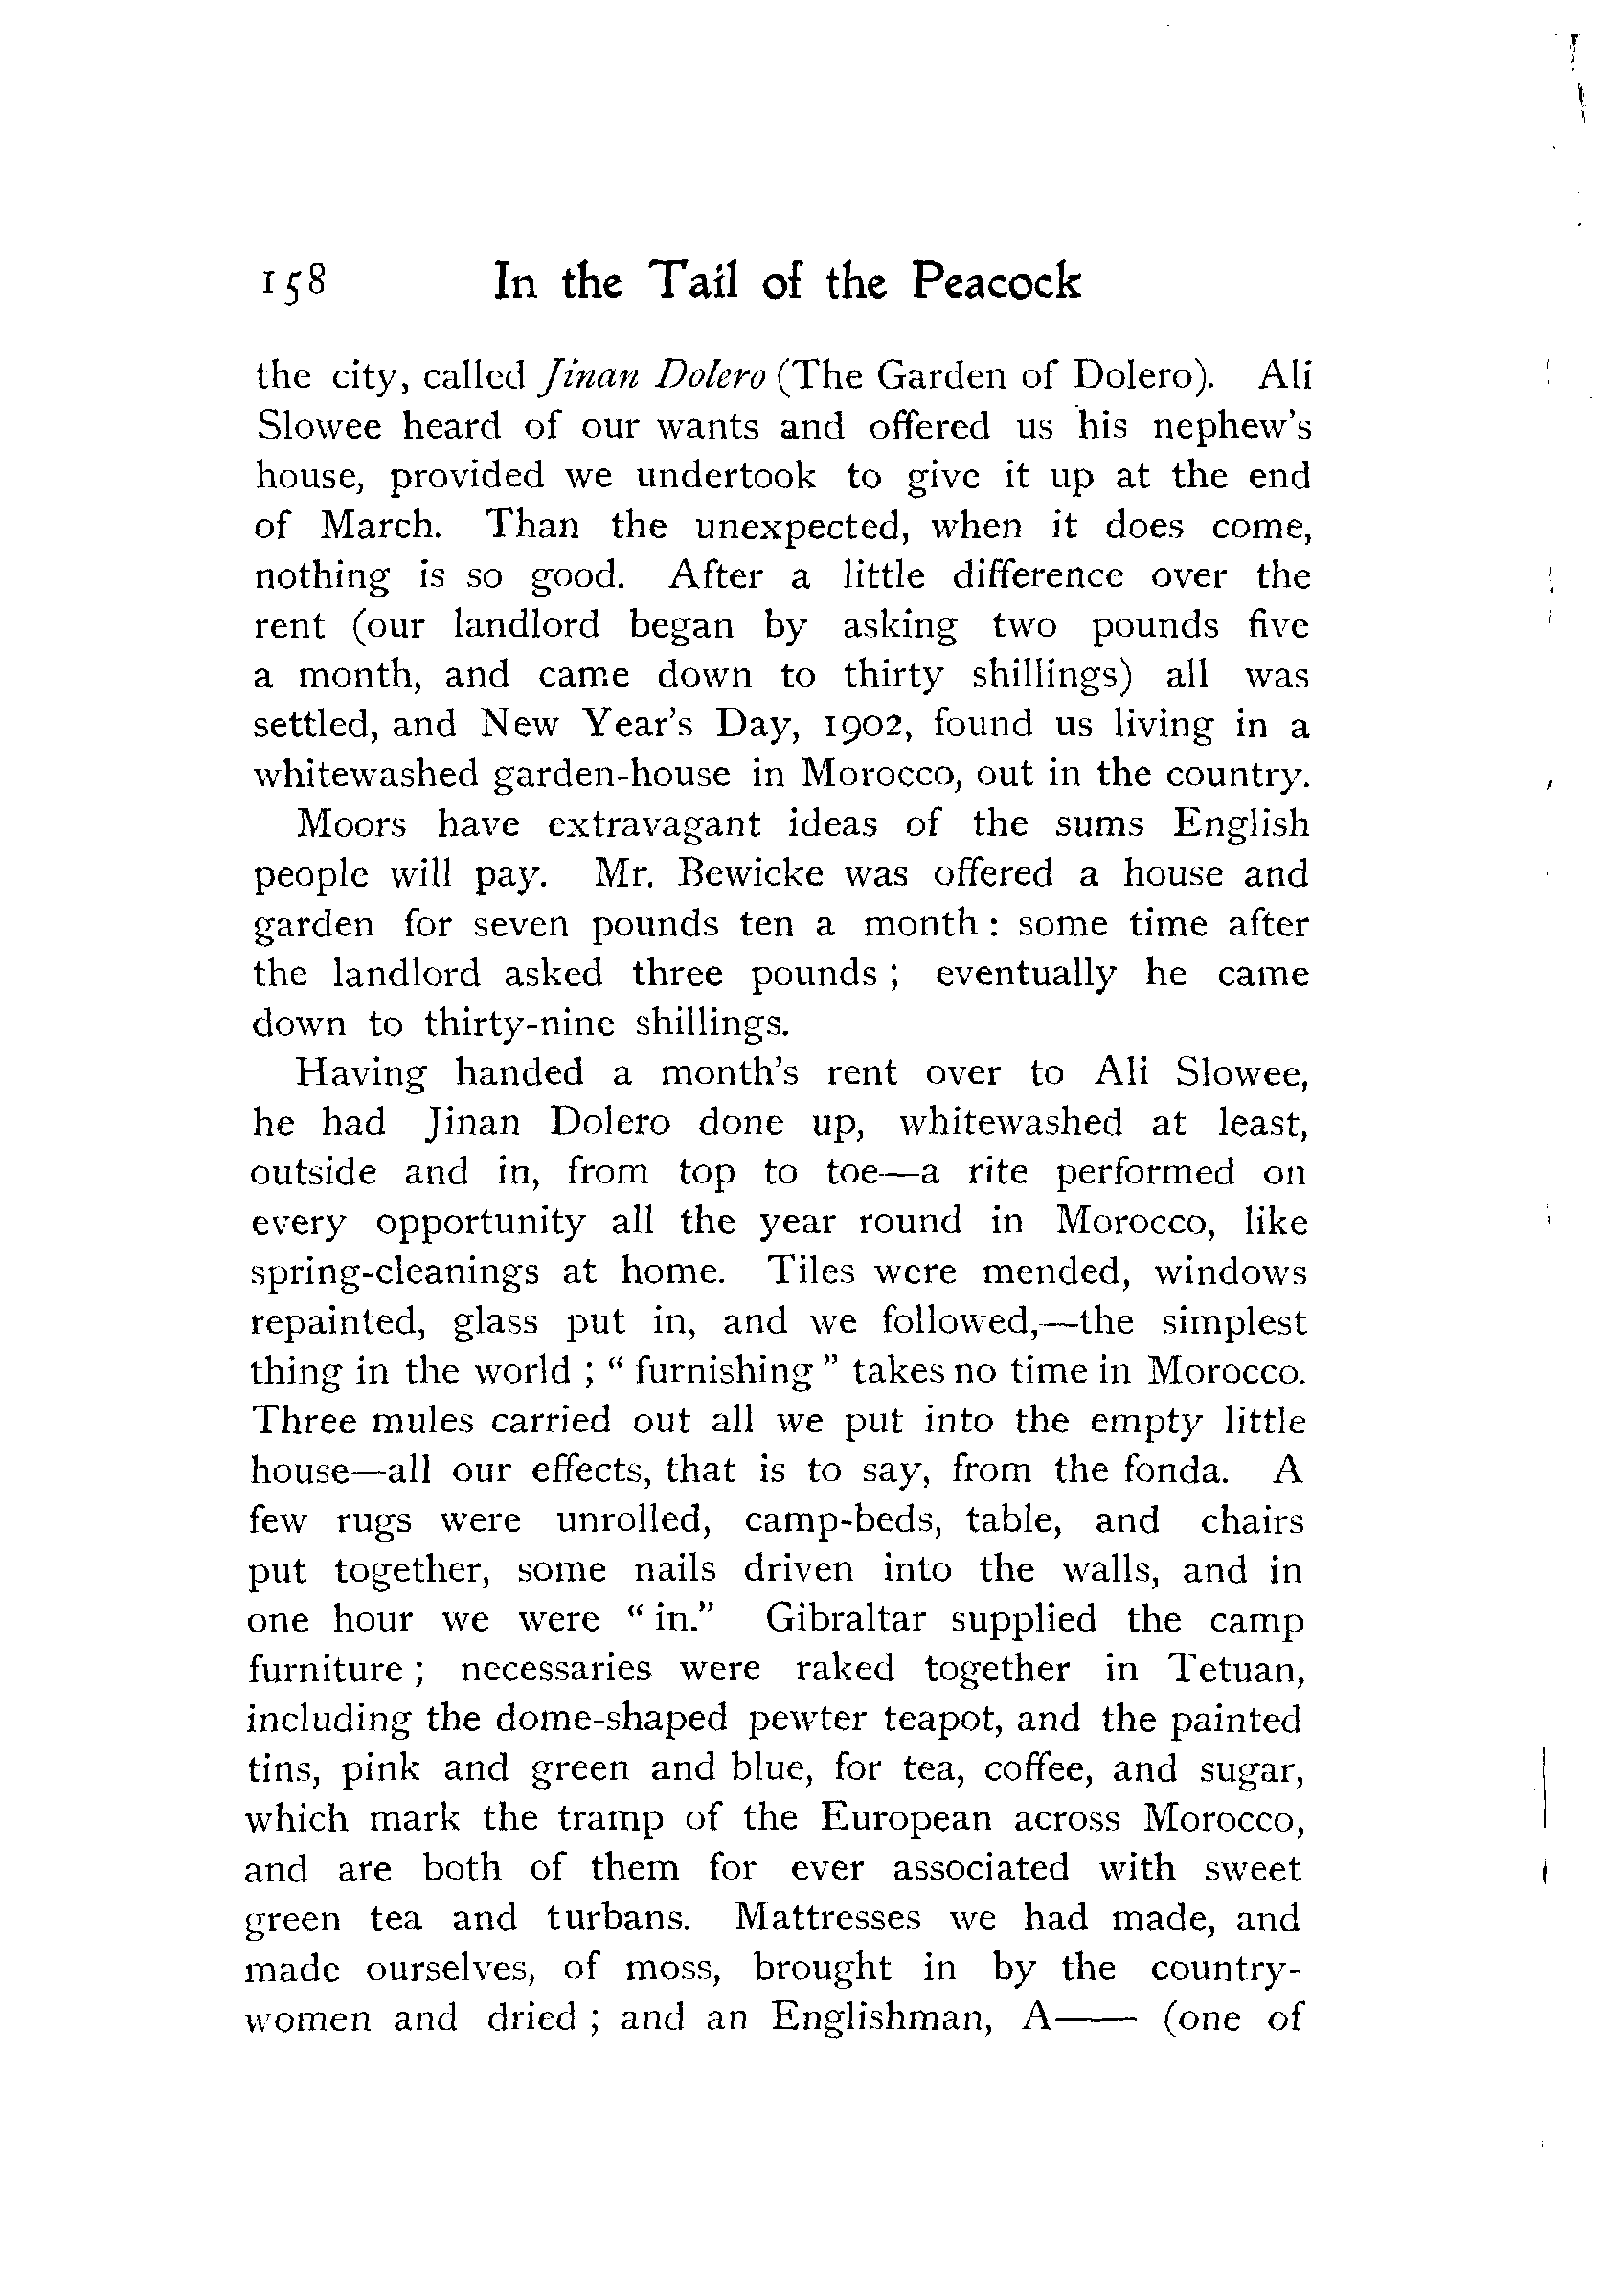 158 In the Tail of the Peacock
the city, called Jinan Dolero (The Garden of Dolero). Ali
Slowee heard of our wants and offered us his nephew's
house, provided we undertook to give it up at the end
of March. Than the unexpected, when it does come,
nothing is so good. After a little difference over the
rent (our landlord began by asking two pounds five
a month, and came down to thirty shillings) all was
settled, and New Year's Day, 1902, found us living in a
whitewashed garden-house in Morocco, out in the country.
Moors have extravagant ideas of the sums English
people will pay. Mr. Bewicke was offered a house and
garden for seven pounds ten a month : some time after
the landlord asked three pounds ; eventually he came
down to thirty-nine shillings.
Having handed a month's rent over to Ali Slowee,
he had Jinan Dolero done up, whitewashed at least,
outside and in, from top to toe—a rite performed on
every opportunity all the year round in Morocco, like
spring-cleanings at home. Tiles were mended, windows
repainted, glass put in, and we followed,—the simplest
thing in the world ; “ furnishing ” takes no time in Morocco.
Three mules carried out all we put into the empty little
house—all our effects, that is to say, from the fonda. A
few rugs were unrolled, camp-beds, table, and chairs
put together, some nails driven into the walls, and in
one hour we were “ in.” Gibraltar supplied the camp
furniture ; necessaries were raked together in Tetuan,
including the dome-shaped pewter teapot, and the painted
tins, pink and green and blue, for tea, coffee, and sugar,
which mark the tramp of the European across Morocco,
and are both of them for ever associated with sweet
green tea and turbans. Mattresses we had made, and
made ourselves, of moss, brought in by the country-
women and dried ; and an Englishman, A—— (one of